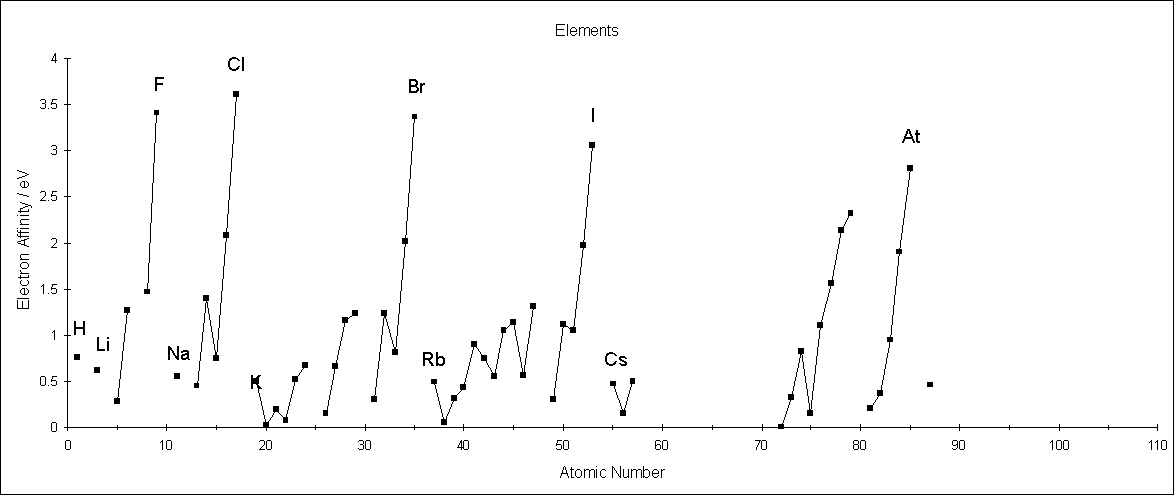 Elements
Electron Affinity / eV
4
3.5
3
2.5
2
1.5
1
0.5
0
H
Li
F
Na
Cl
K
Br
Rb
I
Cs
At
0 10 20 30 40 50 60 70 80 90 100 110
Atomic Number